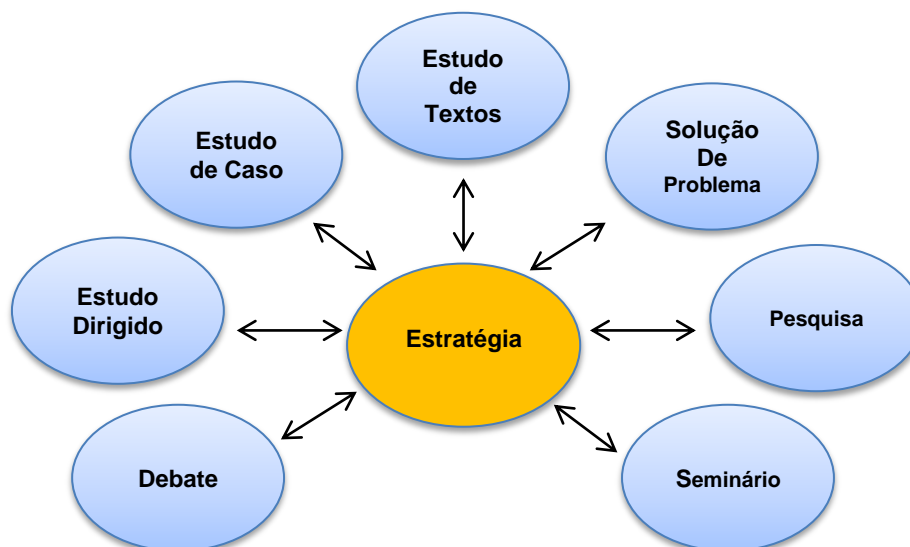 Estudo
de
Textos
Estudo
de Caso
Solução
De
Problema
Estudo
Dirigido
Estratégia
Pesquisa
Debate
Seminário